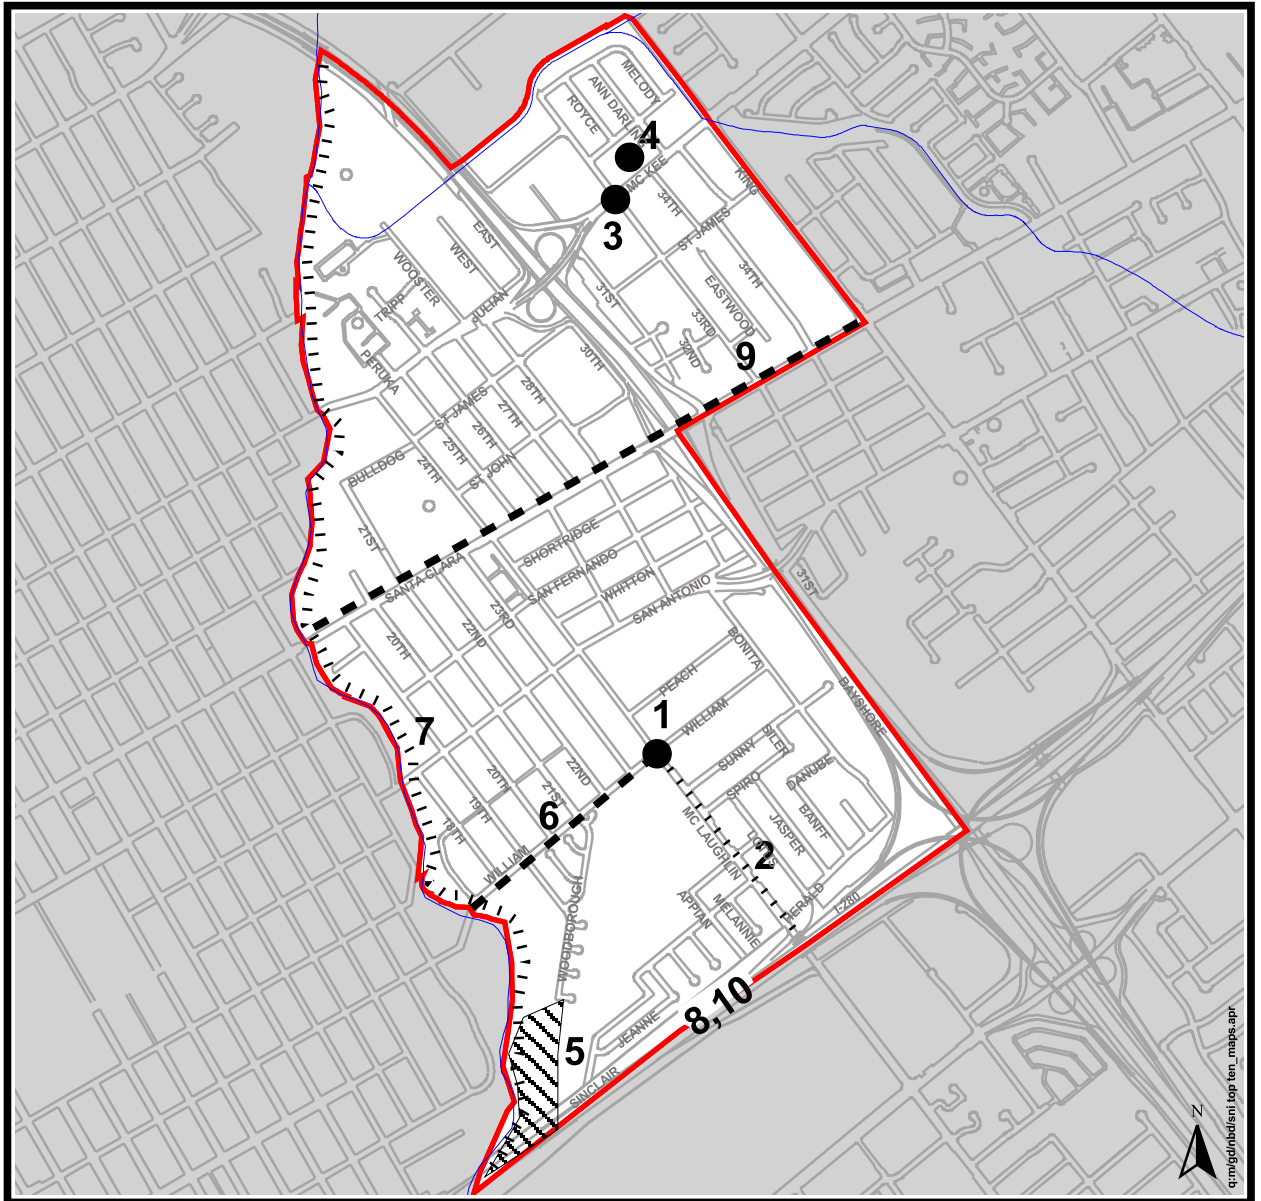 MELODY
ANN DARLIN
ROYCE
4
MC KEE
KING
3
34TH
ST JAMES
EAST
WEST
WOOSTER
TRIPP
JULIAN
31ST
34TH
EASTWOOD
33RD
32ND
9
30TH
PERUKA
28TH
ST JAMES
27TH
26TH
25TH
24TH
ST JOHN
BULLDOG
21ST
SANTA CLARA
SHORTRIDGE
SAN FERNANDO
WHITTON
SAN ANTONIO
31ST
23RD
22ND
20TH
BONITA
PEACH
BAYSHORE
1
WILLIAM
7
SUNNY
SILER
22ND
20TH
21ST
SPIRO
DANUBE
19TH
18TH
6
MC LAUGHLIN
JASPER
BANFF
2
WILLIAM
WOODBOROUGH
APPIAN
MELANNIE
HERALD
I-280
8,10
JEANNE
5
SINCLAIR
N
q:m/gd/nbd/sni top ten_maps.apr